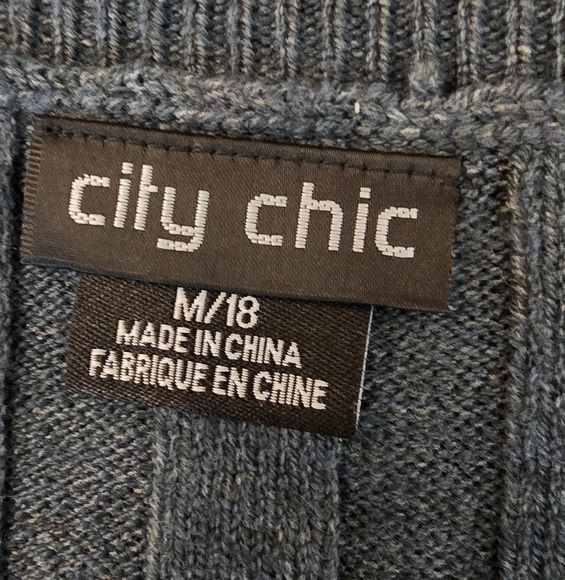 city chic
M/18
MADE IN CHINA
FABRIQUE EN CHINE